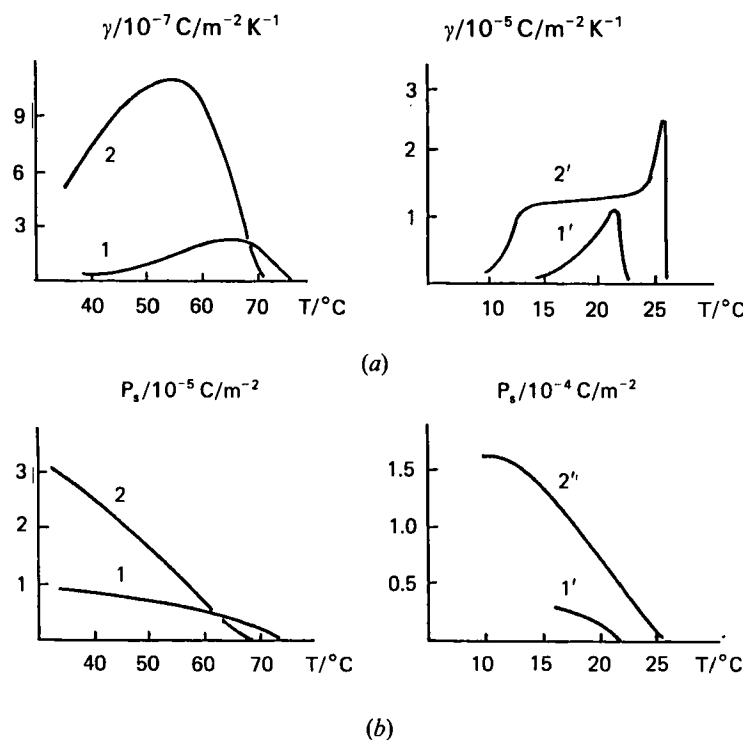 γ/10⁻⁷ C/m⁻² K⁻¹
9
6
3
2
1
40 50 60 70 T/°C
γ/10⁻⁵ C/m⁻² K⁻¹
3
2
1
2′
1′
10 15 20 25 T/°C
(a)
Pₛ/10⁻⁵ C/m⁻²
3
2
1
2
1
40 50 60 70 T/°C
Pₛ/10⁻⁴ C/m⁻²
1.5
1.0
0.5
2′
1′
10 15 20 25 T/°C
(b)